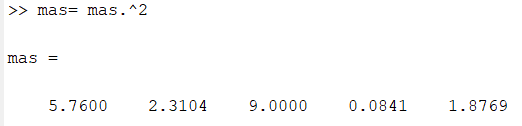 >> mas= mas.^2
mas =
5.7600 2.3104 9.0000 0.0841 1.8769